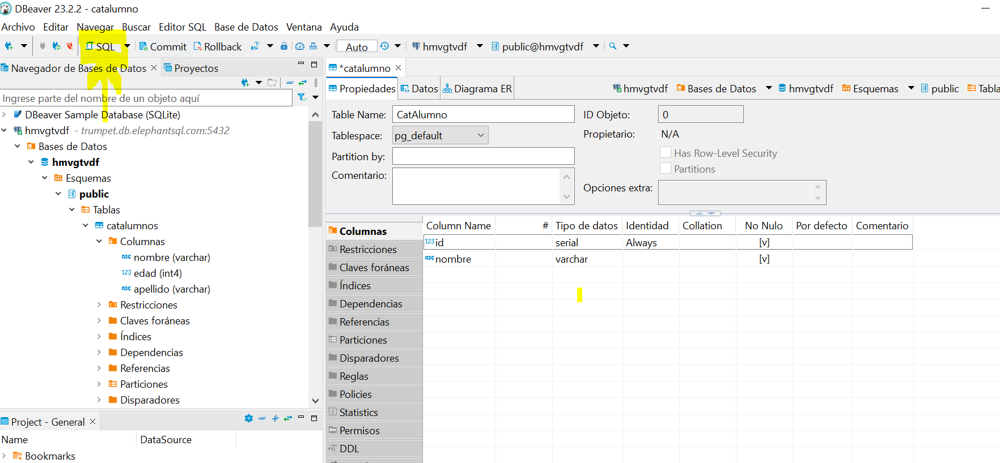 DBeaver 23.2.2 - catalumno
Archivo Editar Navegar Buscar Editor SQL Base de Datos Ventana Ayuda
SQL Commit Rollback Auto hmvgtvdf public@hmvgtvdf
Navegador de Bases de Datos Proyectos
Ingrese parte del nombre de un objeto aquí
DBeaver Sample Database (SQLite)
hmvgtvdf - trumpet.db.elephantsql.com:5432
Bases de Datos
hmvgtvdf
Esquemas
public
Tablas
catalumnos
Columnas
ABC nombre (varchar)
123 edad (int4)
ABC apellido (varchar)
Restricciones
Claves foráneas
Índices
Dependencias
Referencias
Particiones
Disparadores
Project - General
Name DataSource
Bookmarks
*catalumno
Propiedades Datos Diagrama ER hmvgtvdf Bases de Datos hmvgtvdf Esquemas public Tabla
Table Name: CatAlumno ID Objeto: 0
Tablespace: pg_default Propietario: N/A
Partition by: Has Row-Level Security
Partitions
Comentario: Opciones extra:
Columnas
Restricciones
Claves foráneas
Índices
Dependencias
Referencias
Particiones
Disparadores
Reglas
Policies
Statistics
Permisos
DDL
Column Name # Tipo de datos Identidad Collation No Nulo Por defecto Comentario
123 id serial Always [v]
ABC nombre varchar [v]